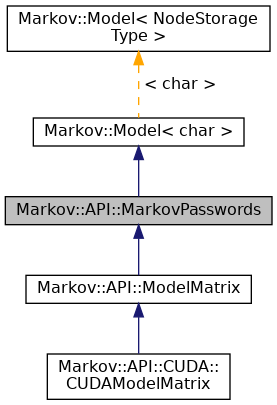 Markov::Model< NodeStorage
Type >
< char >
Markov::Model< char >
Markov::API::MarkovPasswords
Markov::API::ModelMatrix
Markov::API::CUDA::
CUDAModelMatrix